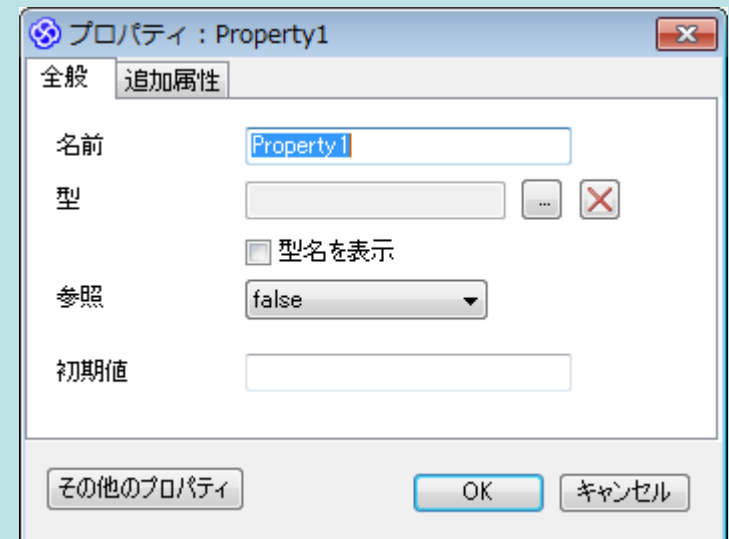 プロパティ：Property1
全般 追加属性
名前 Property1
型 ...
型名を表示
参照 false
初期値
その他のプロパティ OK キャンセル